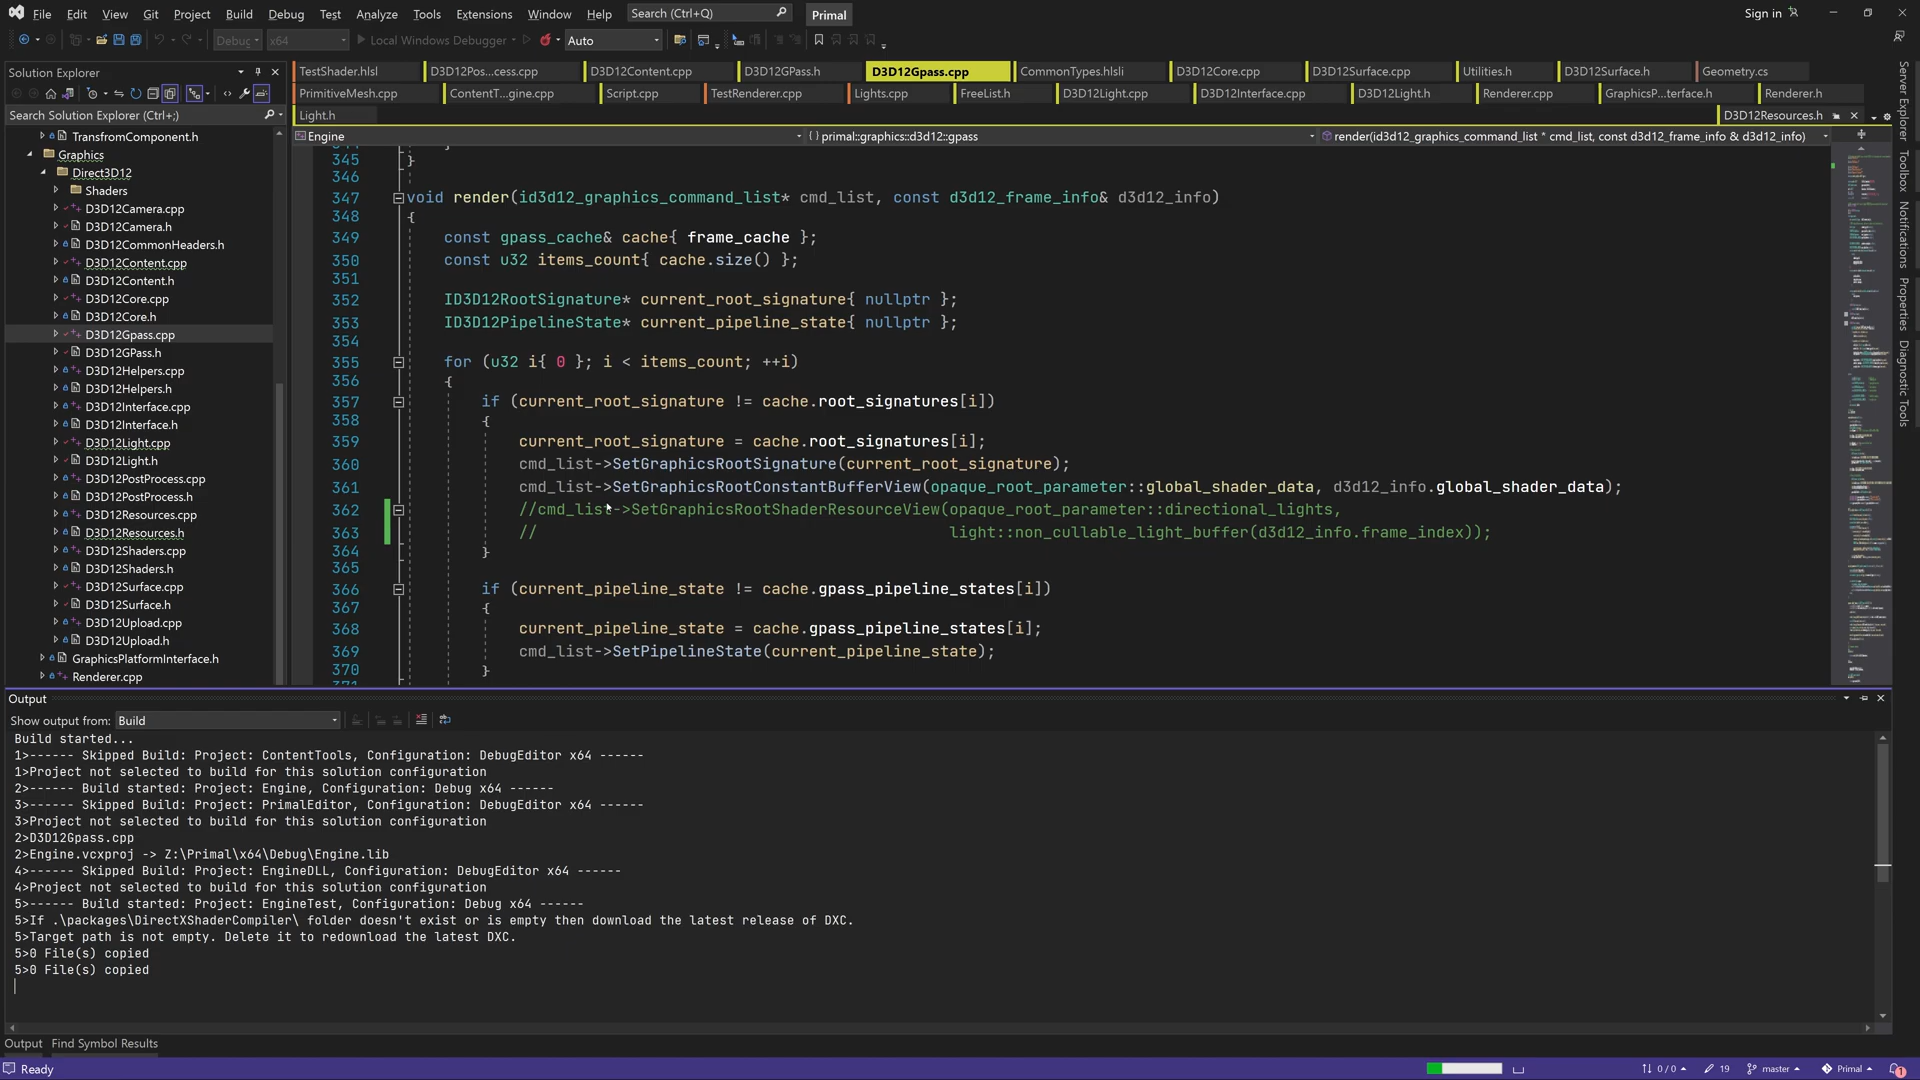 File Edit View Git Project Build Debug Test Analyze Tools Extensions Window Help Search (Ctrl+Q) Primal Sign in
Debug x64 Local Windows Debugger Auto
Solution Explorer
Search Solution Explorer (Ctrl+;)
TransfromComponent.h
Graphics
Direct3D12
Shaders
D3D12Camera.cpp
D3D12Camera.h
D3D12CommonHeaders.h
D3D12Content.cpp
D3D12Content.h
D3D12Core.cpp
D3D12Core.h
D3D12Gpass.cpp
D3D12GPass.h
D3D12Helpers.cpp
D3D12Helpers.h
D3D12Interface.cpp
D3D12Interface.h
D3D12Light.cpp
D3D12Light.h
D3D12PostProcess.cpp
D3D12PostProcess.h
D3D12Resources.cpp
D3D12Resources.h
D3D12Shaders.cpp
D3D12Shaders.h
D3D12Surface.cpp
D3D12Surface.h
D3D12Upload.cpp
D3D12Upload.h
GraphicsPlatformInterface.h
Renderer.cpp
TestShader.hlsl D3D12Pos...cess.cpp D3D12Content.cpp D3D12GPass.h D3D12Gpass.cpp CommonTypes.hlsli D3D12Core.cpp D3D12Surface.cpp Utilities.h D3D12Surface.h Geometry.cs
PrimitiveMesh.cpp ContentT...gine.cpp Script.cpp TestRenderer.cpp Lights.cpp FreeList.h D3D12Light.cpp D3D12Interface.cpp D3D12Light.h Renderer.cpp GraphicsP...terface.h Renderer.h
Light.h D3D12Resources.h
Engine {} primal::graphics::d3d12::gpass render(id3d12_graphics_command_list * cmd_list, const d3d12_frame_info & d3d12_info)
345 }
346
347 void render(id3d12_graphics_command_list* cmd_list, const d3d12_frame_info& d3d12_info)
348 {
349 const gpass_cache& cache{ frame_cache };
350 const u32 items_count{ cache.size() };
351
352 ID3D12RootSignature* current_root_signature{ nullptr };
353 ID3D12PipelineState* current_pipeline_state{ nullptr };
354
355 for (u32 i{ 0 }; i < items_count; ++i)
356 {
357 if (current_root_signature != cache.root_signatures[i])
358 {
359 current_root_signature = cache.root_signatures[i];
360 cmd_list->SetGraphicsRootSignature(current_root_signature);
361 cmd_list->SetGraphicsRootConstantBufferView(opaque_root_parameter::global_shader_data, d3d12_info.global_shader_data);
362 //cmd_list->SetGraphicsRootShaderResourceView(opaque_root_parameter::directional_lights,
363 // light::non_cullable_light_buffer(d3d12_info.frame_index));
364 }
365
366 if (current_pipeline_state != cache.gpass_pipeline_states[i])
367 {
368 current_pipeline_state = cache.gpass_pipeline_states[i];
369 cmd_list->SetPipelineState(current_pipeline_state);
370 }
Server Explorer
Toolbox
Notifications
Properties
Diagnostic Tools
Output
Show output from: Build
Build started...
1>------ Skipped Build: Project: ContentTools, Configuration: DebugEditor x64 ------
1>Project not selected to build for this solution configuration
2>------ Build started: Project: Engine, Configuration: Debug x64 ------
3>------ Skipped Build: Project: PrimalEditor, Configuration: DebugEditor x64 ------
3>Project not selected to build for this solution configuration
2>D3D12Gpass.cpp
2>Engine.vcxproj -> Z:\Primal\x64\Debug\Engine.lib
4>------ Skipped Build: Project: EngineDLL, Configuration: DebugEditor x64 ------
4>Project not selected to build for this solution configuration
5>------ Build started: Project: EngineTest, Configuration: Debug x64 ------
5>If .\packages\DirectXShaderCompiler\ folder doesn't exist or is empty then download the latest release of DXC.
5>Target path is not empty. Delete it to redownload the latest DXC.
5>0 File(s) copied
5>0 File(s) copied
Output Find Symbol Results
Ready 0 / 0 19 master Primal 1